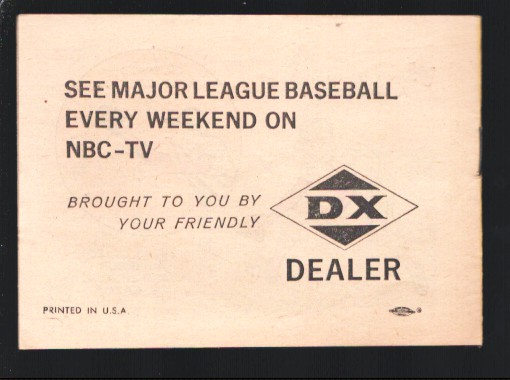 SEE MAJOR LEAGUE BASEBALL
EVERY WEEKEND ON
NBC-TV
BROUGHT TO YOU BY
YOUR FRIENDLY
DX
DEALER
PRINTED IN U.S.A